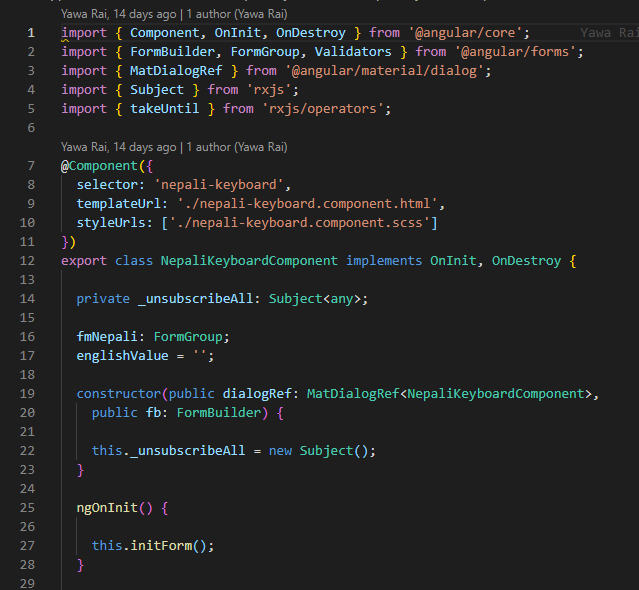 Yawa Rai, 14 days ago | 1 author (Yawa Rai)
1 import { Component, OnInit, OnDestroy } from '@angular/core'; Yawa Rai
2 import { FormBuilder, FormGroup, Validators } from '@angular/forms';
3 import { MatDialogRef } from '@angular/material/dialog';
4 import { Subject } from 'rxjs';
5 import { takeUntil } from 'rxjs/operators';
6
Yawa Rai, 14 days ago | 1 author (Yawa Rai)
7 @Component({
8   selector: 'nepali-keyboard',
9   templateUrl: './nepali-keyboard.component.html',
10   styleUrls: ['./nepali-keyboard.component.scss']
11 })
12 export class NepaliKeyboardComponent implements OnInit, OnDestroy {
13
14   private _unsubscribeAll: Subject<any>;
15
16   fmNepali: FormGroup;
17   englishValue = '';
18
19   constructor(public dialogRef: MatDialogRef<NepaliKeyboardComponent>,
20     public fb: FormBuilder) {
21
22     this._unsubscribeAll = new Subject();
23   }
24
25   ngOnInit() {
26
27     this.initForm();
28   }
29